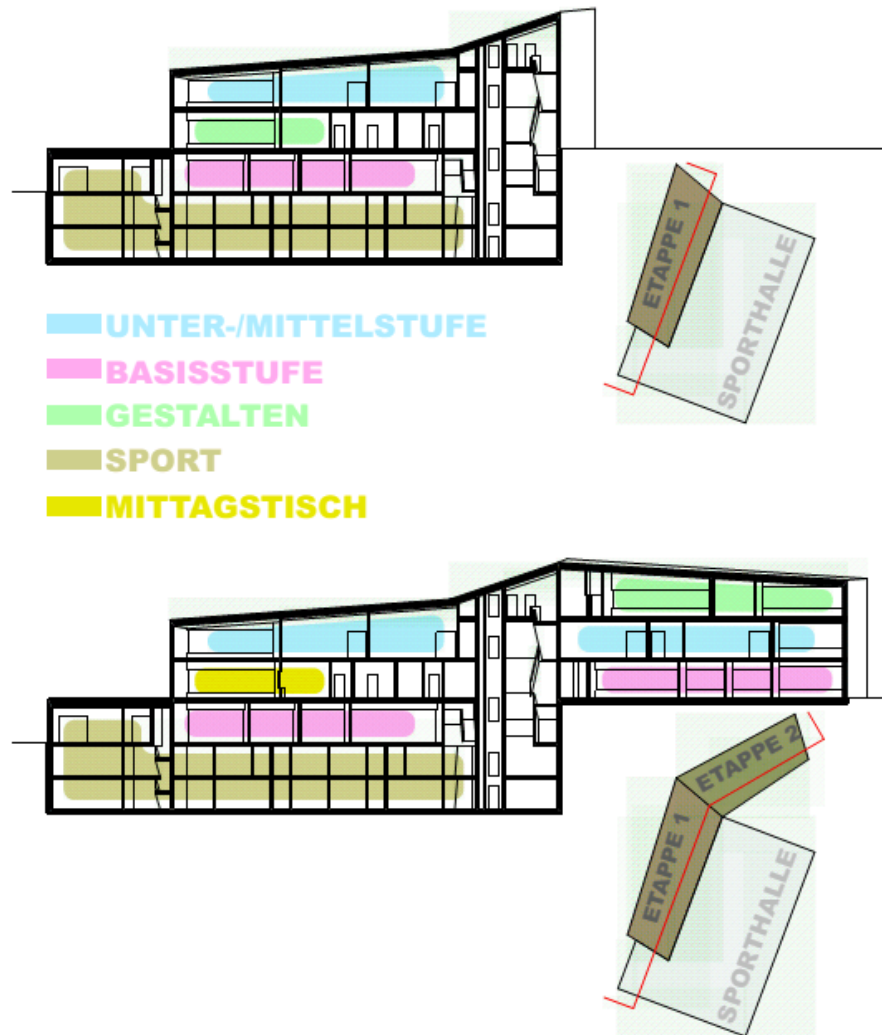 ETAPPE 1
SPORTHALLE
UNTER-/MITTELSTUFE
BASISSTUFE
GESTALTEN
SPORT
MITTAGSTISCH
ETAPPE 2
ETAPPE 1
SPORTHALLE